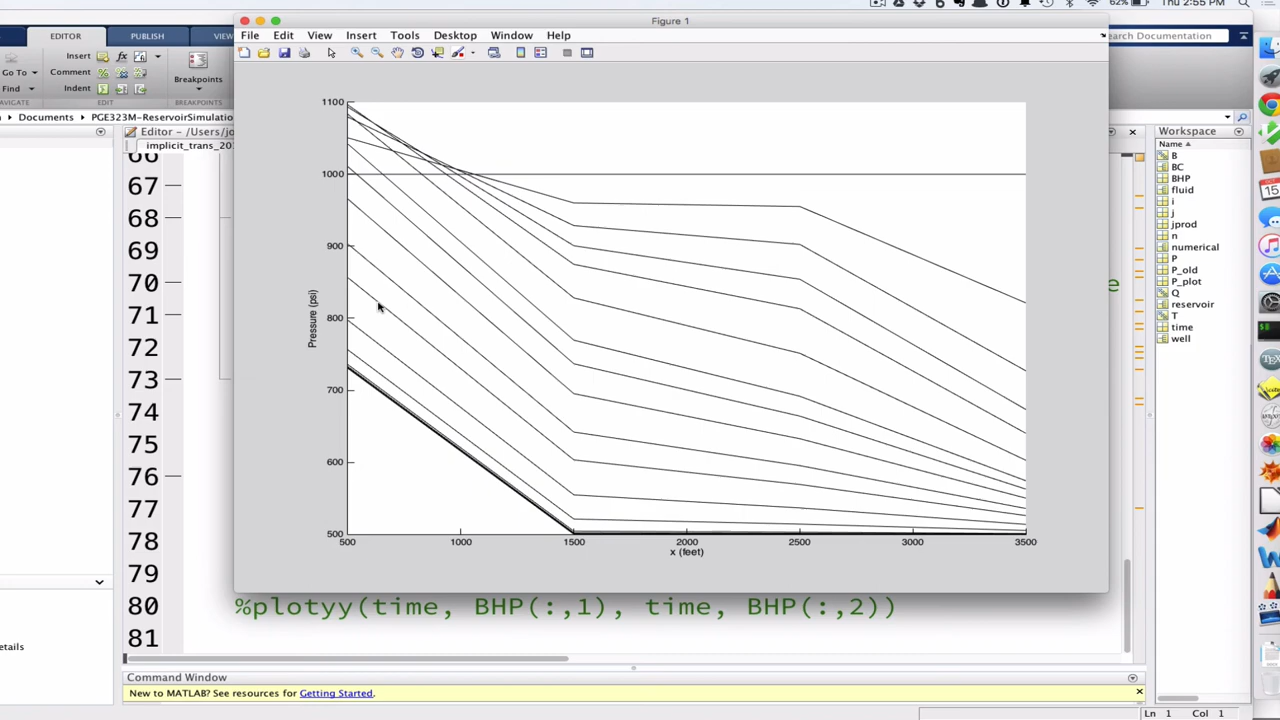 62%
Thu 2:55 PM
Figure 1
EDITOR
PUBLISH
File
Edit
View
Insert
Tools
Desktop
Window
Help
Insert
fx
Go To
Comment
Breakpoints
Find
Indent
EDIT
BREAKPOINTS
Documents
PGE323M-ReservoirSimulatio
Editor - /Users/jo
implicit_trans_20
Workspace
Name
B
BC
BHP
fluid
i
j
jprod
n
numerical
P
P_old
P_plot
Q
reservoir
T
time
well
66
67
68
69
70
71
72
73
74
75
76
77
78
79
80
81
1100
1000
900
800
700
600
500
Pressure (psi)
500
1000
1500
2000
2500
3000
3500
x (feet)
e
%plotyy(time, BHP(:,1), time, BHP(:,2))
etails
Command Window
New to MATLAB? See resources for Getting Started.
Ln 1 Col 1